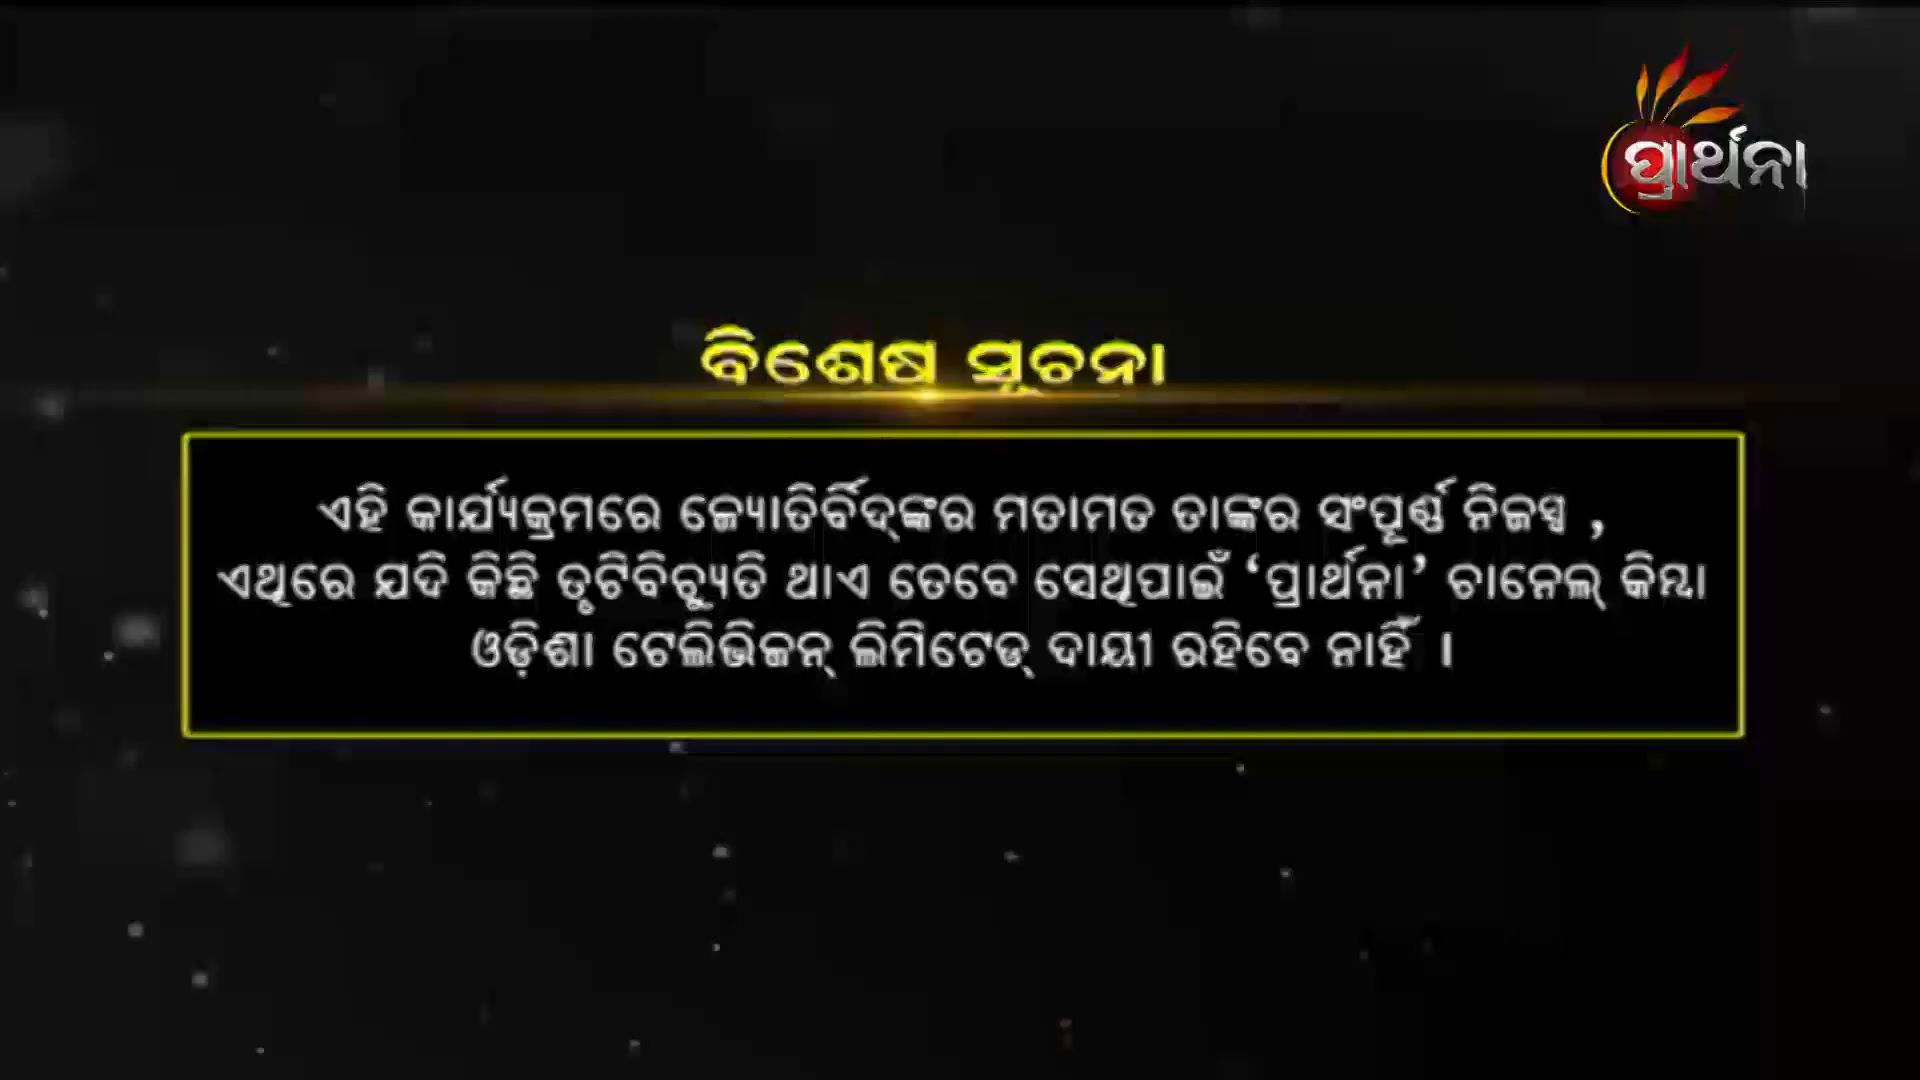 ପ୍ରାର୍ଥନା
ବିଶେଷ ସୂଚନା
ଏହି କାର୍ଯ୍ୟକ୍ରମରେ ଜ୍ୟୋତିର୍ବିଦ୍‌ଙ୍କର ମତାମତ ତାଙ୍କର ସଂପୂର୍ଣ୍ଣ ନିଜସ୍ୱ ,
ଏଥିରେ ଯଦି କିଛି ତୃଟିବିଚ୍ୟୁତି ଥାଏ ତେବେ ସେଥିପାଇଁ ‘ପ୍ରାର୍ଥନା’ ଚାନେଲ୍ କିମ୍ବା
ଓଡ଼ିଶା ଟେଲିଭିଜନ୍ ଲିମିଟେଡ୍ ଦାୟୀ ରହିବେ ନାହିଁ ।